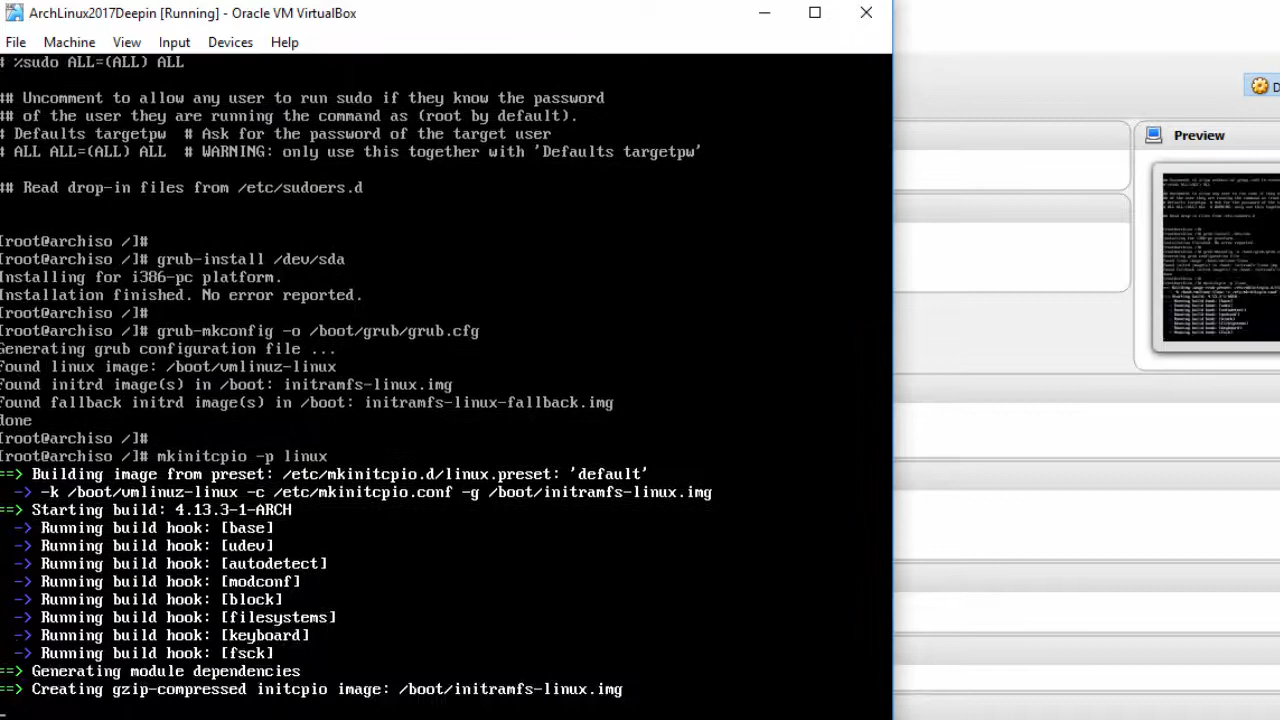 ArchLinux2017Deepin [Running] - Oracle VM VirtualBox
File Machine View Input Devices Help
# %sudo ALL=(ALL) ALL
## Uncomment to allow any user to run sudo if they know the password
## of the user they are running the command as (root by default).
# Defaults targetpw # Ask for the password of the target user
# ALL ALL=(ALL) ALL # WARNING: only use this together with 'Defaults targetpw'
## Read drop-in files from /etc/sudoers.d
[root@archiso /]#
[root@archiso /]# grub-install /dev/sda
Installing for i386-pc platform.
Installation finished. No error reported.
[root@archiso /]#
[root@archiso /]# grub-mkconfig -o /boot/grub/grub.cfg
Generating grub configuration file ...
Found linux image: /boot/vmlinuz-linux
Found initrd image(s) in /boot: initramfs-linux.img
Found fallback initrd image(s) in /boot: initramfs-linux-fallback.img
done
[root@archiso /]#
[root@archiso /]# mkinitcpio -p linux
==> Building image from preset: /etc/mkinitcpio.d/linux.preset: 'default'
-> -k /boot/vmlinuz-linux -c /etc/mkinitcpio.conf -g /boot/initramfs-linux.img
==> Starting build: 4.13.3-1-ARCH
-> Running build hook: [base]
-> Running build hook: [udev]
-> Running build hook: [autodetect]
-> Running build hook: [modconf]
-> Running build hook: [block]
-> Running build hook: [filesystems]
-> Running build hook: [keyboard]
-> Running build hook: [fsck]
==> Generating module dependencies
==> Creating gzip-compressed initcpio image: /boot/initramfs-linux.img
D
Preview